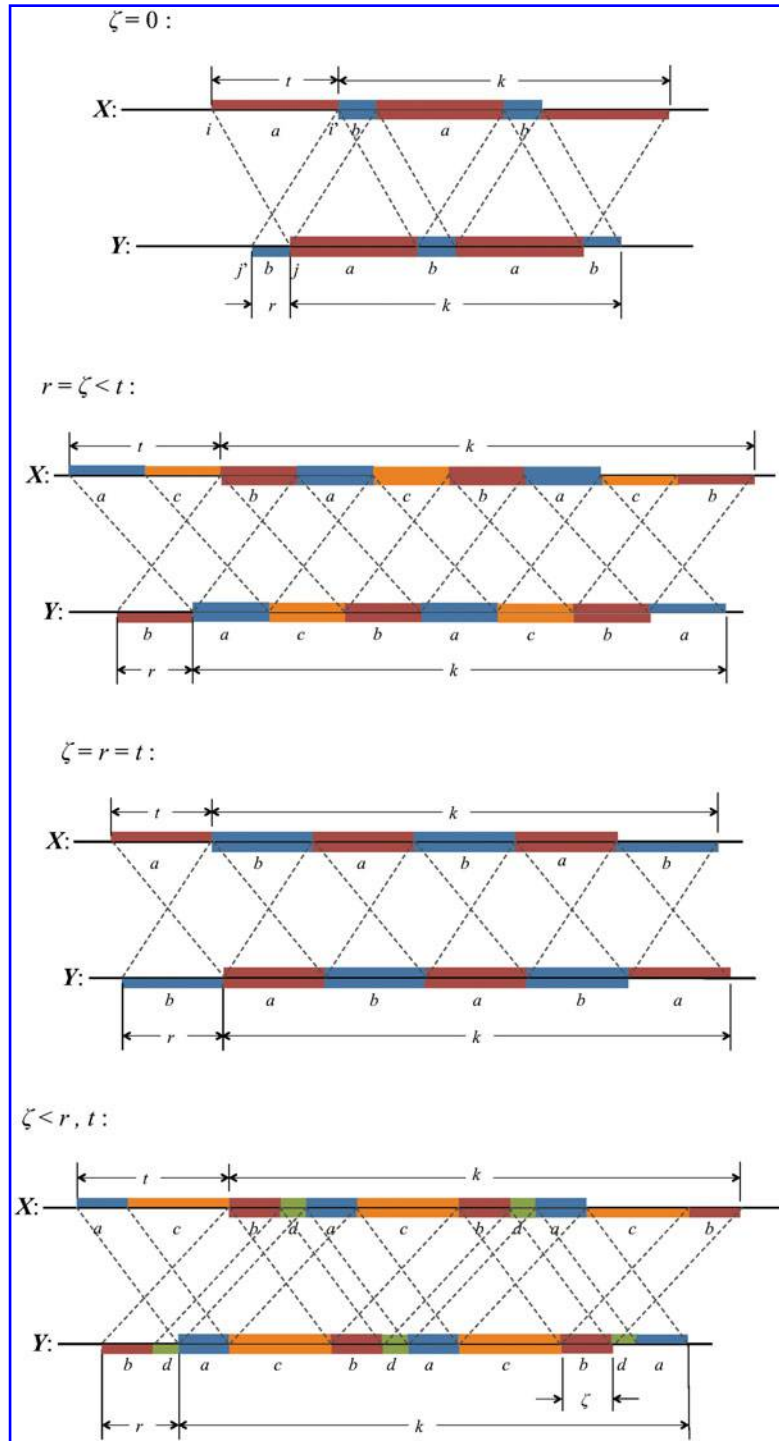 ζ = 0 :
t k
X:
i a i' b a b
Y:
j' b j a b a b
r k
r = ζ < t :
t k
X:
a c b a c b a c b
Y:
b a c b a c b a
r k
ζ = r = t :
t k
X:
a b a b a b
Y:
b a b a b a
r k
ζ < r , t :
t k
X:
a c b d a c b d a c b
Y:
b d a c b d a c b d a
ζ
r k